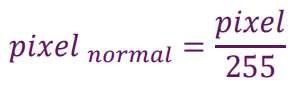 pixel normal = pixel / 255